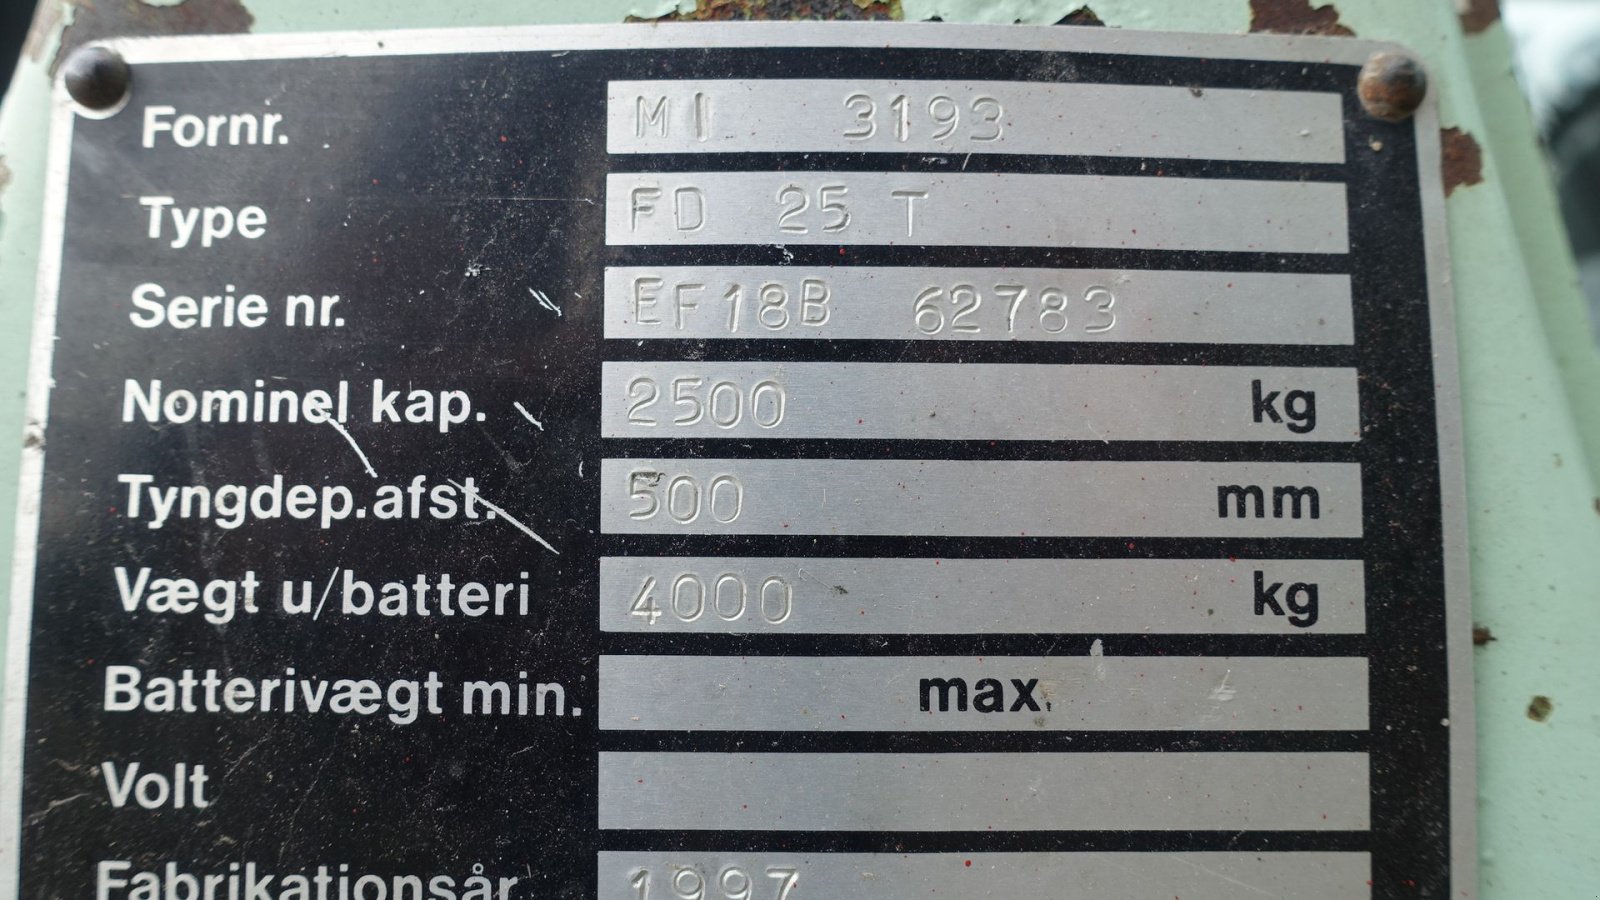 Fornr. MI 3193
Type FD 25 T
Serie nr. EF18B 62783
Nominel kap. 2500 kg
Tyngdep.afst. 500 mm
Vægt u/batteri 4000 kg
Batterivægt min. max.
Volt
Fabrikationsår 1997